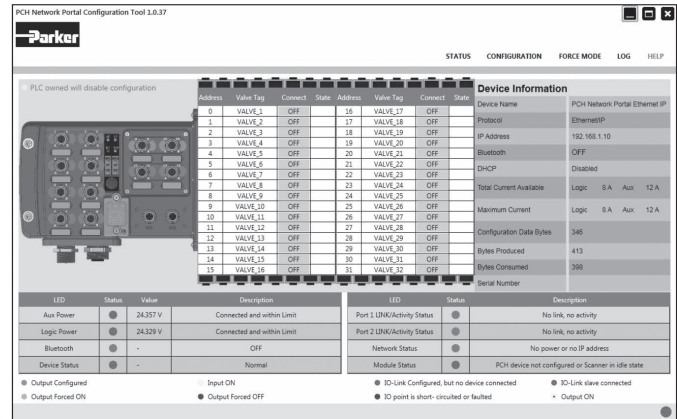 PCH Network Portal Configuration Tool 1.0.37
Parker
STATUS CONFIGURATION FORCE MODE LOG HELP
PLC owned will disable configuration
Address Valve Tag Connect State Address Valve Tag Connect State
0 VALVE_1 OFF 16 VALVE_17 OFF
1 VALVE_2 OFF 17 VALVE_18 OFF
2 VALVE_3 OFF 18 VALVE_19 OFF
3 VALVE_4 OFF 19 VALVE_20 OFF
4 VALVE_5 OFF 20 VALVE_21 OFF
5 VALVE_6 OFF 21 VALVE_22 OFF
6 VALVE_7 OFF 22 VALVE_23 OFF
7 VALVE_8 OFF 23 VALVE_24 OFF
8 VALVE_9 OFF 24 VALVE_25 OFF
9 VALVE_10 OFF 25 VALVE_26 OFF
10 VALVE_11 OFF 26 VALVE_27 OFF
11 VALVE_12 OFF 27 VALVE_28 OFF
12 VALVE_13 OFF 28 VALVE_29 OFF
13 VALVE_14 OFF 29 VALVE_30 OFF
14 VALVE_15 OFF 30 VALVE_31 OFF
15 VALVE_16 OFF 31 VALVE_32 OFF
Device Information
Device Name PCH Network Portal Ethernet IP
Protocol Ethernet/IP
IP Address 192.168.1.10
Bluetooth OFF
DHCP Disabled
Total Current Available Logic 8 A Aux 12 A
Maximum Current Logic 8 A Aux 12 A
Configuration Data Bytes 346
Bytes Produced 413
Bytes Consumed 398
Serial Number
LED Status Value Description
Aux Power 24.357 V Connected and within Limit
Logic Power 24.329 V Connected and within Limit
Bluetooth - OFF
Device Status - Normal
LED Status Description
Port 1 LINK/Activity Status No link, no activity
Port 2 LINK/Activity Status No link, no activity
Network Status No power or no IP address
Module Status PCH device not configured or Scanner in idle state
Output Configured Input ON IO-Link Configured, but no device connected IO-Link slave connected
Output Forced ON Output Forced OFF IO point is short- circuited or faulted Output ON